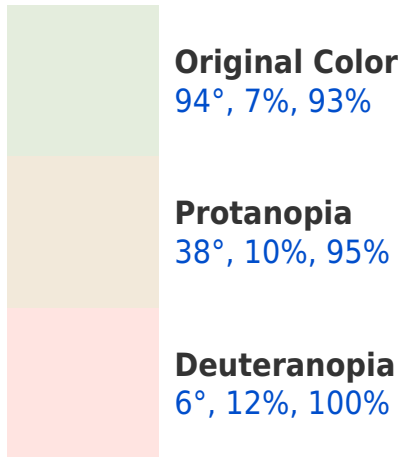 Original Color
94°, 7%, 93%
Protanopia
38°, 10%, 95%
Deuteranopia
6°, 12%, 100%